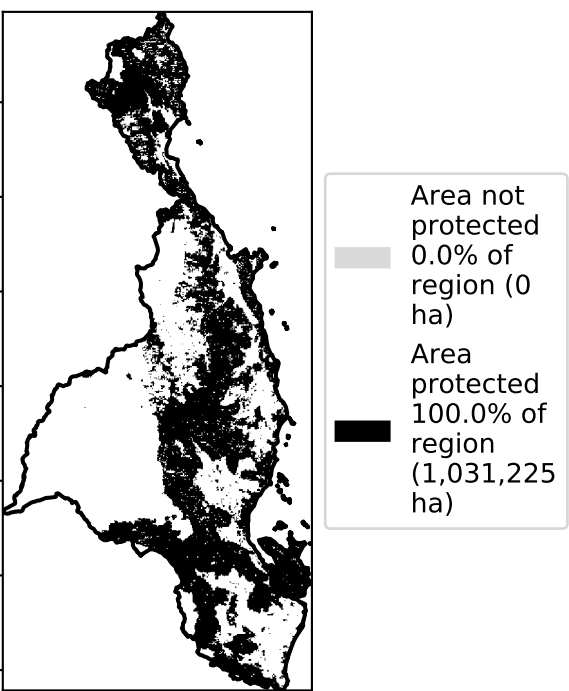 Area not
protected
0.0% of
region (0
ha)
Area
protected
100.0% of
region
(1,031,225
ha)